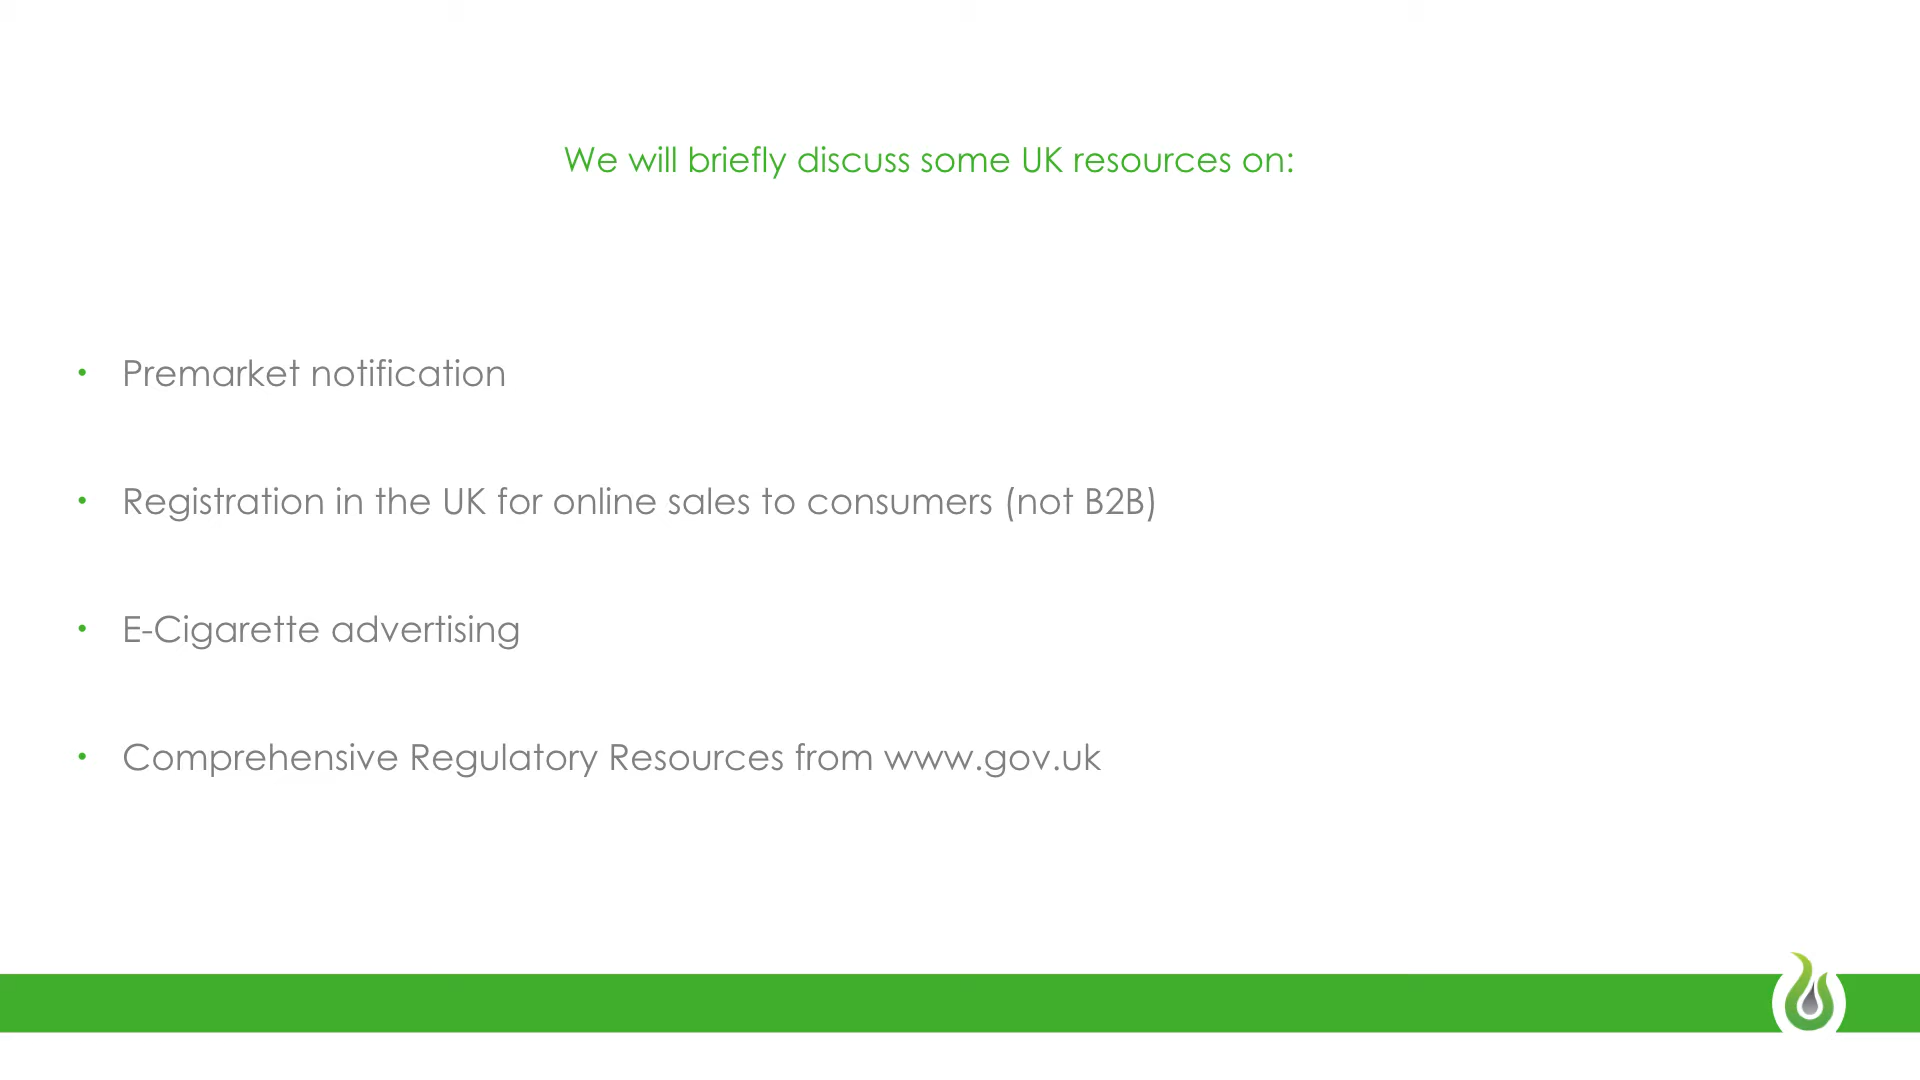 We will briefly discuss some UK resources on:
• Premarket notification
• Registration in the UK for online sales to consumers (not B2B)
• E-Cigarette advertising
• Comprehensive Regulatory Resources from www.gov.uk